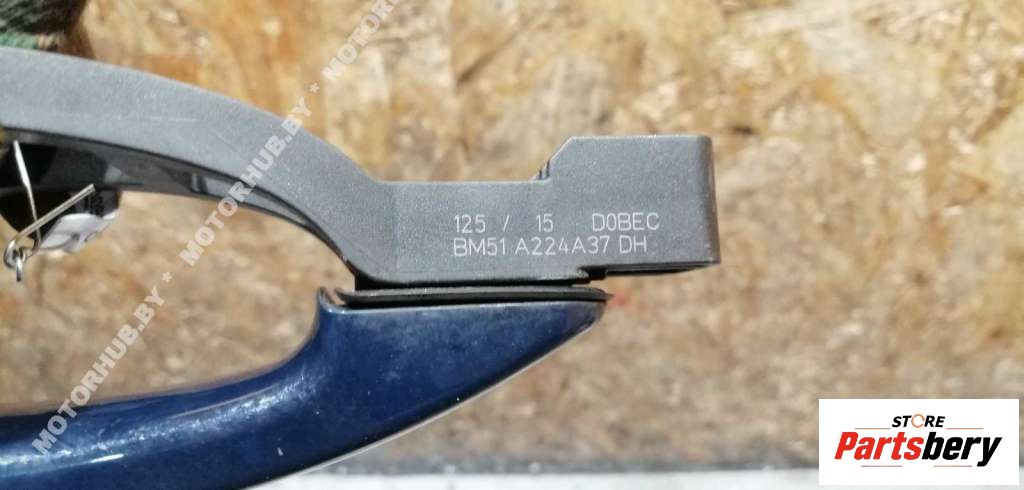 MOTORHUB.BY * MOTORHUB.BY * MOTORHUB.BY
125 / 15 D0BEC
BM51 A224A37 DH
STORE
Partsbery